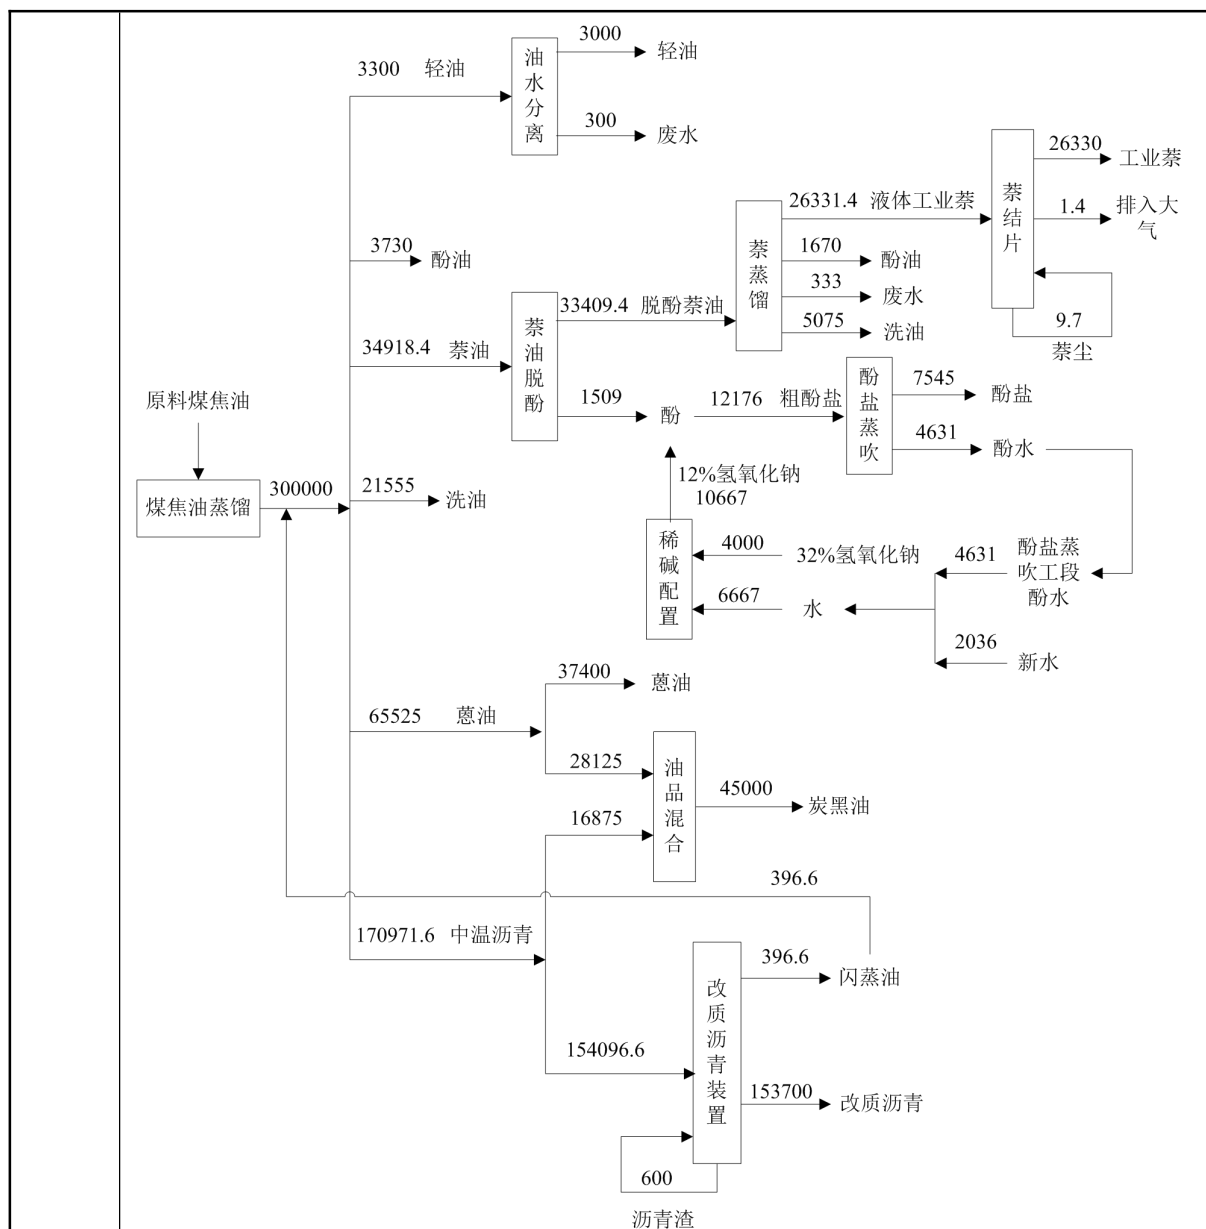 3300 轻油
油水分离
3000
轻油
300
废水
3730
酚油
34918.4 萘油
萘油脱酚
33409.4 脱酚萘油
萘蒸馏
26331.4 液体工业萘
1670
酚油
333
废水
5075
洗油
萘结片
26330
工业萘
1.4
排入大
气
9.7
萘尘
1509
酚
12176 粗酚盐
酚盐蒸吹
7545
酚盐
4631
酚水
12%氢氧化钠
10667
稀碱配置
4000
32%氢氧化钠
6667
水
4631
酚盐蒸
吹工段
酚水
2036
新水
原料煤焦油
煤焦油蒸馏
300000
21555
洗油
65525 蒽油
37400
蒽油
28125
16875
油品混合
45000
炭黑油
396.6
170971.6 中温沥青
154096.6
改质沥青装置
396.6
闪蒸油
153700
改质沥青
600
沥青渣